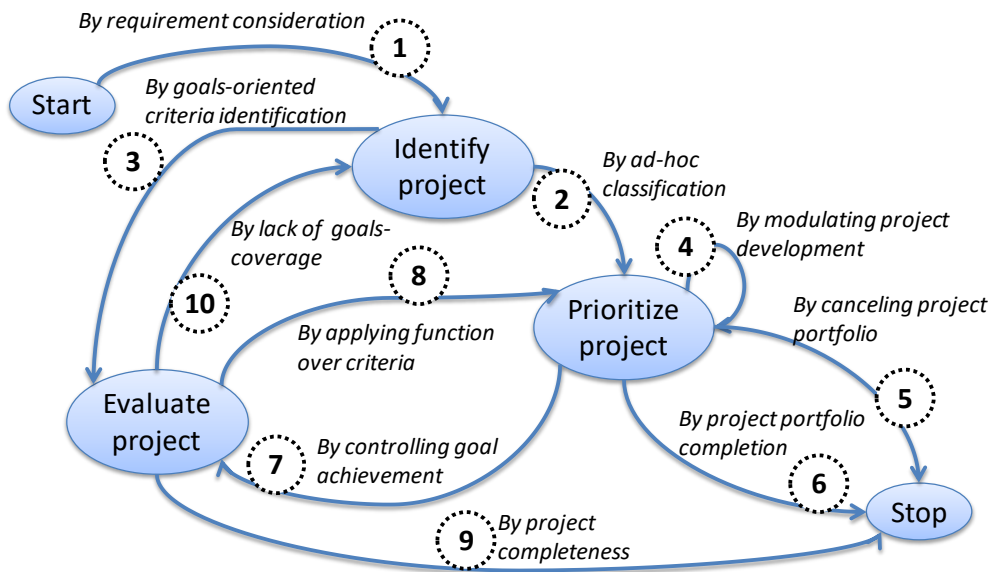 By requirement consideration
1
Start
By goals-oriented
criteria identification
3
Identify
project
2
By ad-hoc
classification
4
By modulating project
development
By lack of goals-
coverage
10
8
Prioritize
project
By canceling project
portfolio
By applying function
over criteria
Evaluate
project
5
By project portfolio
completion
7
By controlling goal
achievement
6
Stop
9
By project
completeness